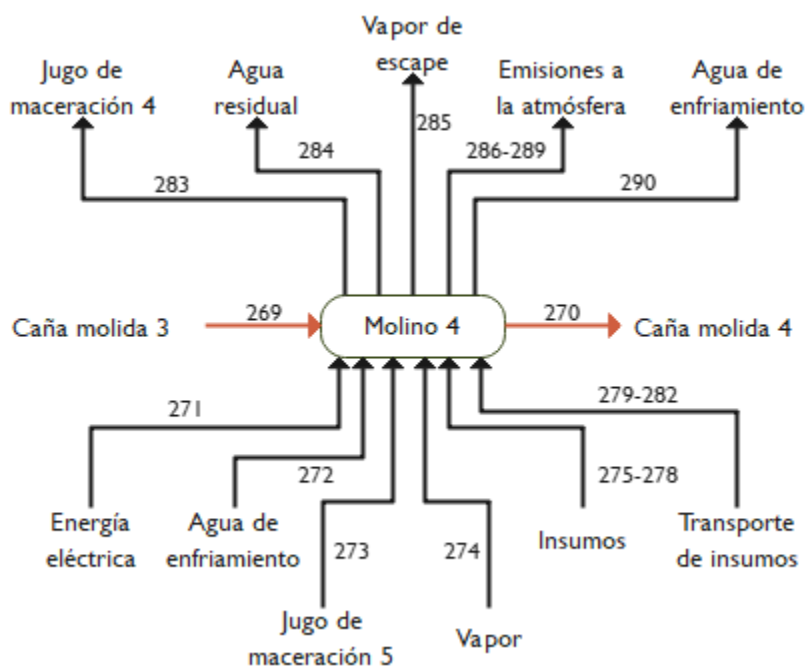 Vapor de
escape
Jugo de
maceración 4
Agua
residual
Emisiones a
la atmósfera
Agua de
enfriamiento
283
284
285
286-289
290
Caña molida 3
269
Molino 4
270
Caña molida 4
271
272
273
274
275-278
279-282
Energía
eléctrica
Agua de
enfriamiento
Jugo de
maceración 5
Vapor
Insumos
Transporte
de insumos